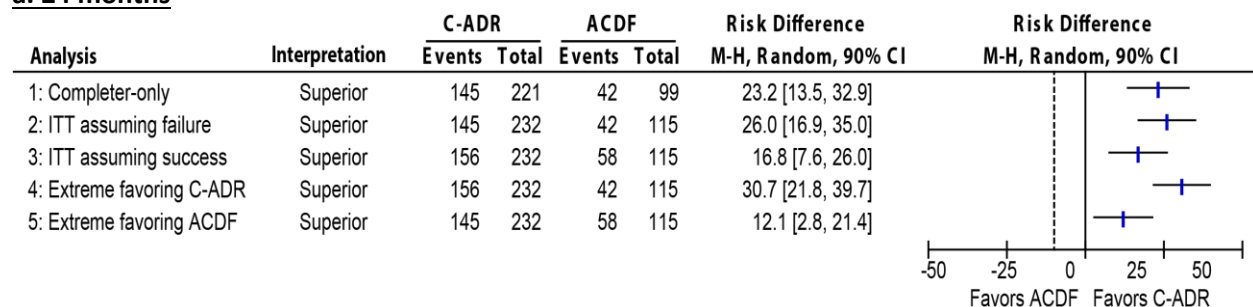 C-ADR ACDF Risk Difference Risk Difference
Analysis Interpretation Events Total Events Total M-H, Random, 90% CI M-H, Random, 90% CI
1: Completer-only Superior 145 221 42 99 23.2 [13.5, 32.9]
2: ITT assuming failure Superior 145 232 42 115 26.0 [16.9, 35.0]
3: ITT assuming success Superior 156 232 58 115 16.8 [7.6, 26.0]
4: Extreme favoring C-ADR Superior 156 232 42 115 30.7 [21.8, 39.7]
5: Extreme favoring ACDF Superior 145 232 58 115 12.1 [2.8, 21.4]
-50 -25 0 25 50
Favors ACDF Favors C-ADR